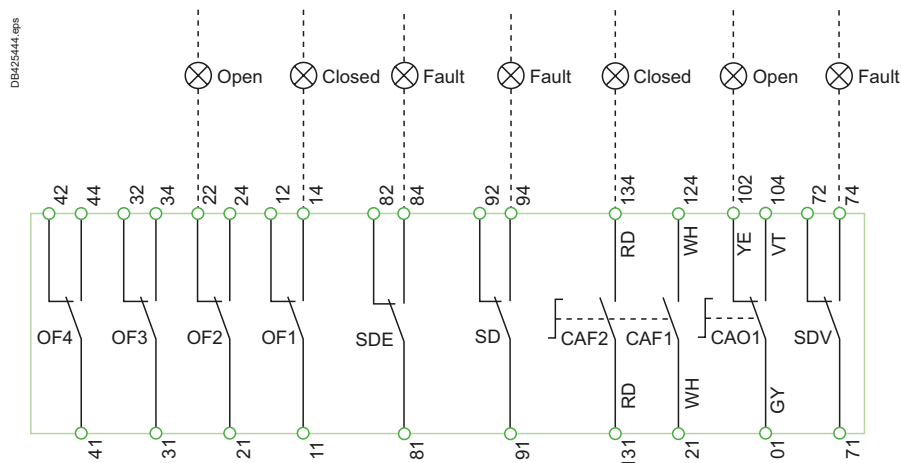 DB425444.eps
Open Closed Fault Fault Closed Open Fault
42 44 32 34 22 24 12 14 82 84 92 94 134 124 102 104 72 74
RD WH YE VT
OF4 OF3 OF2 OF1 SDE SD CAF2 CAF1 CAO1 SDV
RD WH GY
41 31 21 11 81 91 131 121 101 71